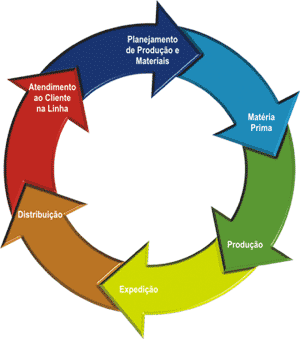 Planejamento
de Produção e
Materiais
Matéria
Prima
Produção
Expedição
Distribuição
Atendimento
ao Cliente
na Linha